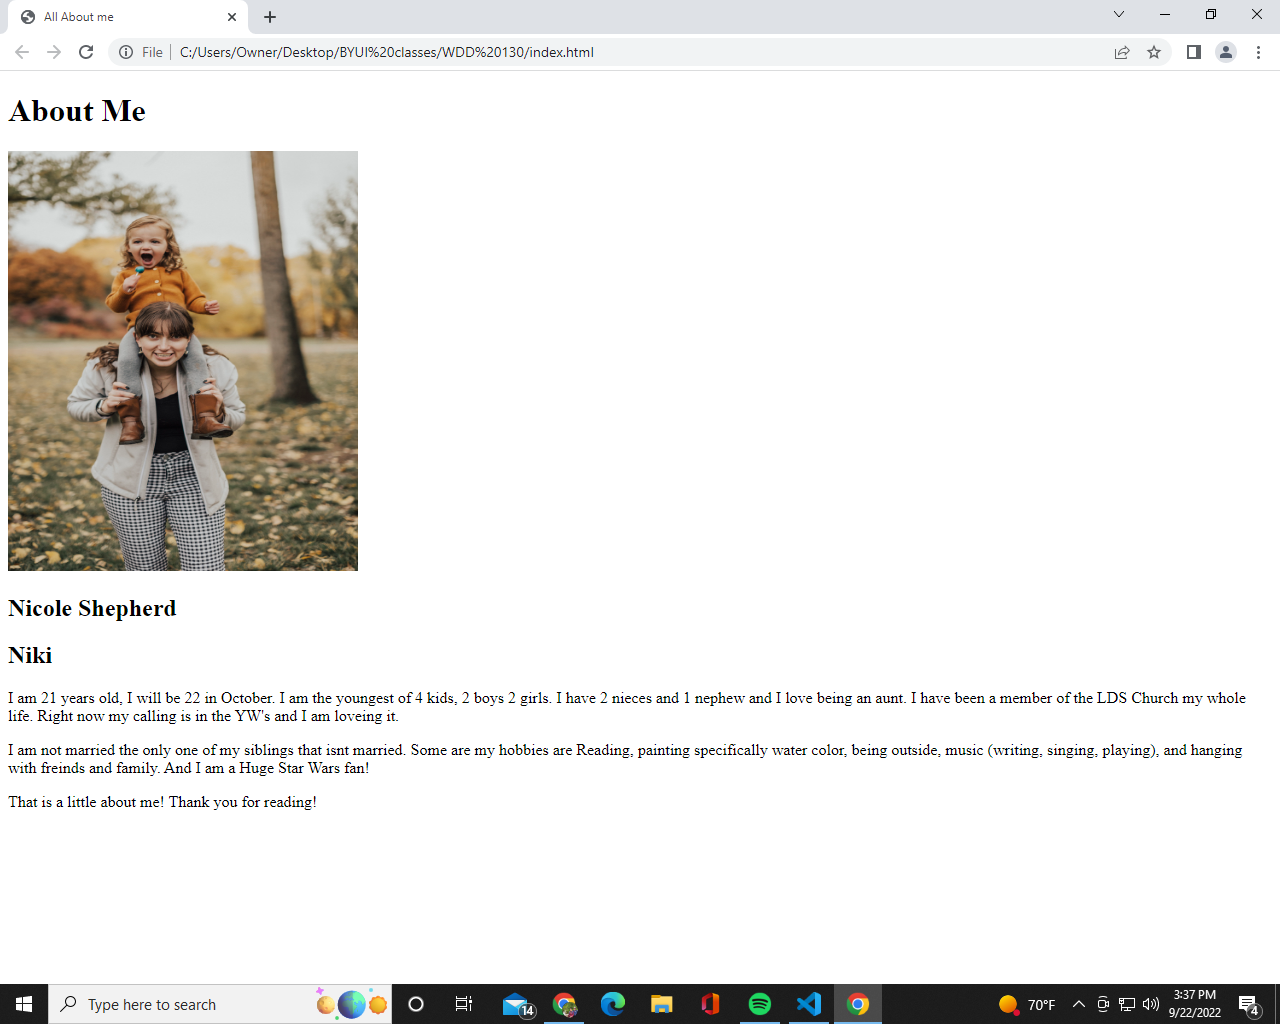 All About me
File
C:/Users/Owner/Desktop/BYUI%20classes/WDD%20130/index.html
About Me
Nicole Shepherd
Niki
I am 21 years old, I will be 22 in October. I am the youngest of 4 kids, 2 boys 2 girls. I have 2 nieces and 1 nephew and I love being an aunt. I have been a member of the LDS Church my whole
life. Right now my calling is in the YW's and I am loveing it.
I am not married the only one of my siblings that isnt married. Some are my hobbies are Reading, painting specifically water color, being outside, music (writing, singing, playing), and hanging
with freinds and family. And I am a Huge Star Wars fan!
That is a little about me! Thank you for reading!
Type here to search
14
70°F
3:37 PM
9/22/2022
4